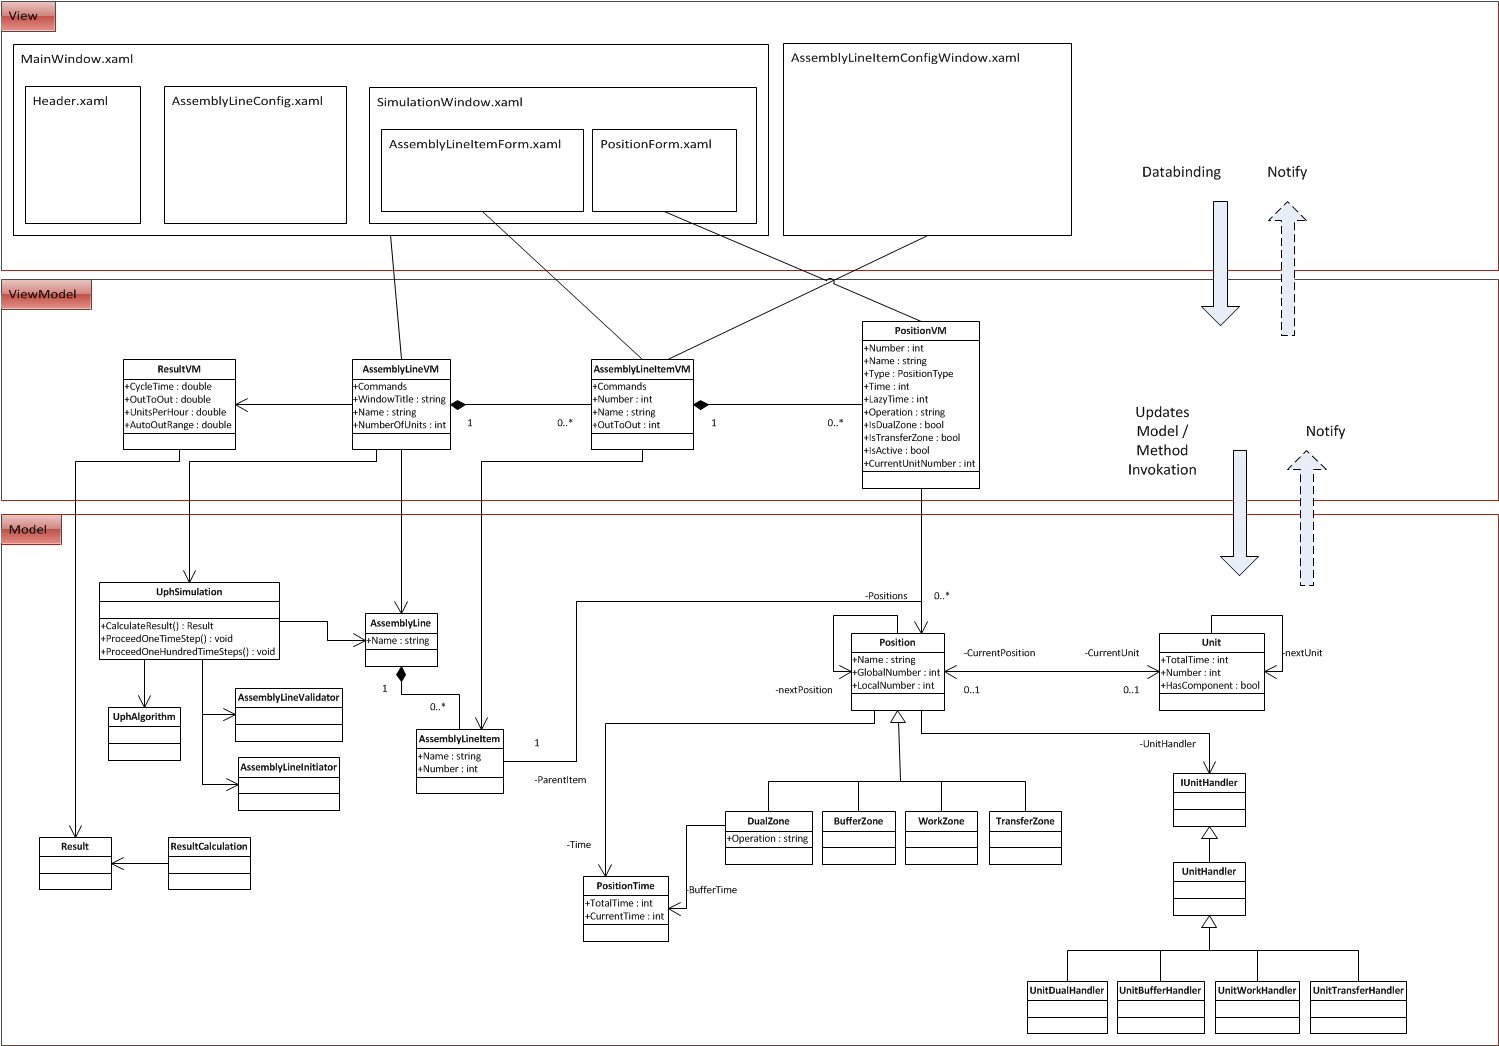 View
MainWindow.xaml
AssemblyLineItemConfigWindow.xaml
Header.xaml
AssemblyLineConfig.xaml
SimulationWindow.xaml
AssemblyLineItemForm.xaml
PositionForm.xaml
Databinding
Notify
ViewModel
ResultVM
+CycleTime : double
+OutToOut : double
+UnitsPerHour : double
+AutoOutRange : double
AssemblyLineVM
+Commands
+WindowTitle : string
+Name : string
+NumberOfUnits : int
1
0..*
AssemblyLineItemVM
+Commands
+Number : int
+Name : string
+OutToOut : int
1
0..*
PositionVM
+Number : int
+Name : string
+Type : PositionType
+Time : int
+LazyTime : int
+Operation : string
+IsDualZone : bool
+IsTransferZone : bool
+IsActive : bool
+CurrentUnitNumber : int
Updates
Model /
Method
Invokation
Notify
Model
UphSimulation
+CalculateResult() : Result
+ProceedOneTimeStep() : void
+ProceedOneHundredTimeSteps() : void
AssemblyLine
+Name : string
1
0..*
-Positions
0..*
Position
+Name : string
+GlobalNumber : int
+LocalNumber : int
-nextPosition
-CurrentPosition
0..1
-CurrentUnit
0..1
Unit
+TotalTime : int
+Number : int
+HasComponent : bool
-nextUnit
UphAlgorithm
AssemblyLineValidator
AssemblyLineInitiator
AssemblyLineItem
+Name : string
+Number : int
1
-ParentItem
-UnitHandler
IUnitHandler
DualZone
+Operation : string
BufferZone
WorkZone
TransferZone
Result
ResultCalculation
-Time
PositionTime
+TotalTime : int
+CurrentTime : int
-BufferTime
UnitHandler
UnitDualHandler
UnitBufferHandler
UnitWorkHandler
UnitTransferHandler